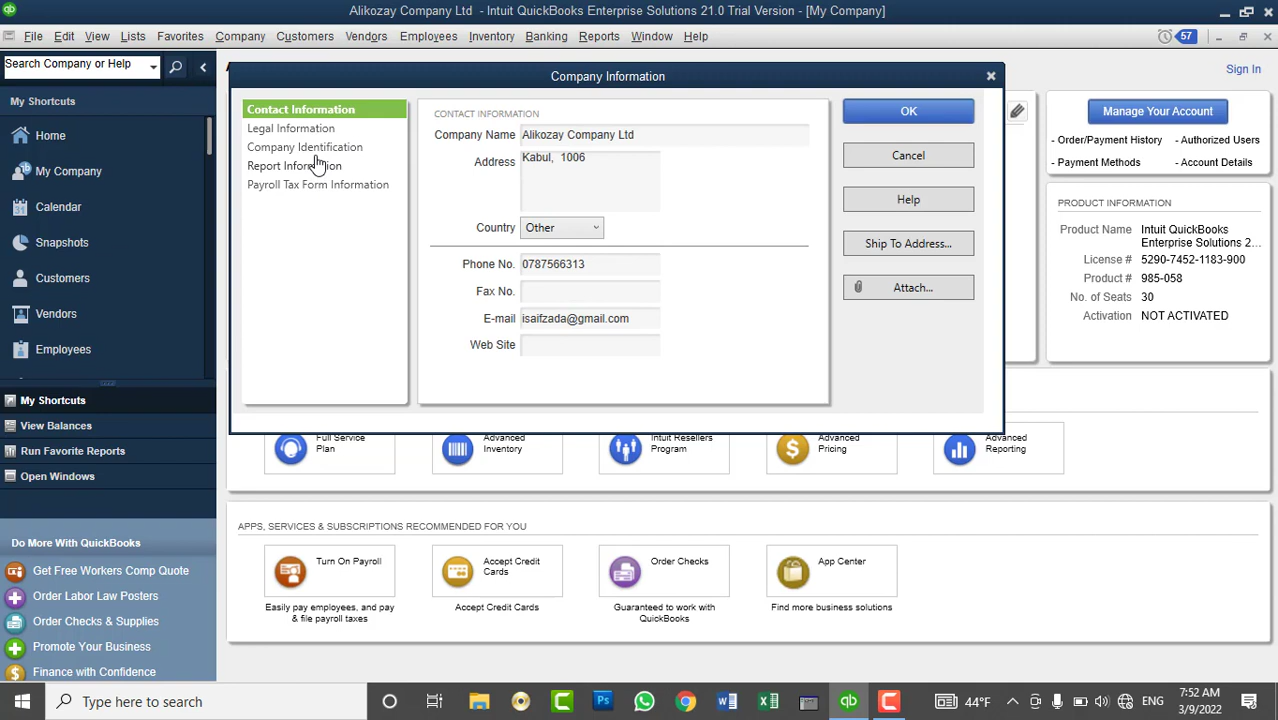 Alikozay Company Ltd - Intuit QuickBooks Enterprise Solutions 21.0 Trial Version - [My Company]
File Edit View Lists Favorites Company Customers Vendors Employees Inventory Banking Reports Window Help
57
Search Company or Help
My Shortcuts
Home
My Company
Calendar
Snapshots
Customers
Vendors
Employees
My Shortcuts
View Balances
Run Favorite Reports
Open Windows
Do More With QuickBooks
Get Free Workers Comp Quote
Order Labor Law Posters
Order Checks & Supplies
Promote Your Business
Finance with Confidence
Company Information
Contact Information
Legal Information
Company Identification
Report Information
Payroll Tax Form Information
CONTACT INFORMATION
Company Name Alikozay Company Ltd
Address Kabul, 1006
Country Other
Phone No. 0787566313
Fax No.
E-mail isaifzada@gmail.com
Web Site
OK
Cancel
Help
Ship To Address...
Attach...
Sign In
Manage Your Account
- Order/Payment History - Authorized Users
- Payment Methods - Account Details
PRODUCT INFORMATION
Product Name Intuit QuickBooks
Enterprise Solutions 2...
License # 5290-7452-1183-900
Product # 985-058
No. of Seats 30
Activation NOT ACTIVATED
Full Service
Plan
Advanced
Inventory
Intuit Resellers
Program
Advanced
Pricing
Advanced
Reporting
APPS, SERVICES & SUBSCRIPTIONS RECOMMENDED FOR YOU
Turn On Payroll
Easily pay employees, and pay
& file payroll taxes
Accept Credit
Cards
Accept Credit Cards
Order Checks
Guaranteed to work with
QuickBooks
App Center
Find more business solutions
Type here to search
44°F
ENG
7:52 AM
3/9/2022